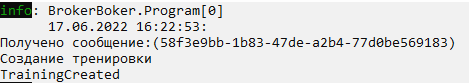 info: BrokerBoker.Program[0]
17.06.2022 16:22:53:
Получено сообщение:(58f3e9bb-1b83-47de-a2b4-77d0be569183)
Создание тренировки
TrainingCreated